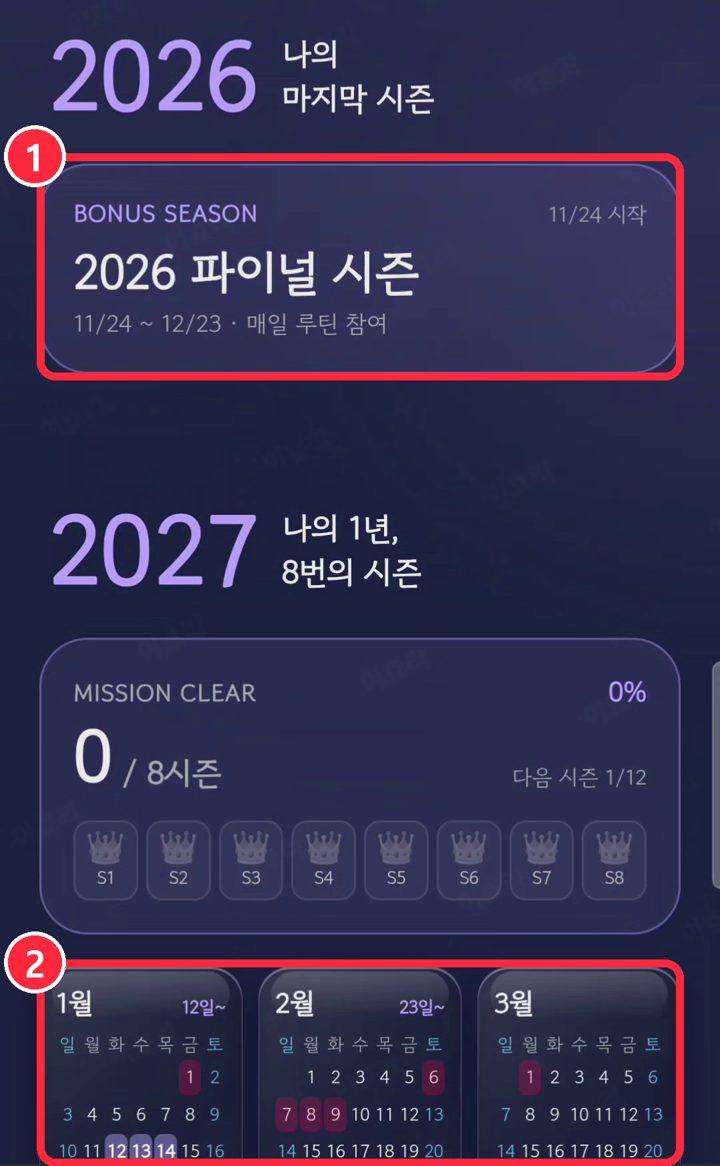 2026
나의
마지막 시즌
1
BONUS SEASON
11/24 시작
2026 파이널 시즌
11/24 ~ 12/23 · 매일 루틴 참여
2027
나의 1년,
8번의 시즌
MISSION CLEAR
0%
0 / 8시즌
다음 시즌 1/12
S1 S2 S3 S4 S5 S6 S7 S8
2
1월 12일~
일 월 화 수 목 금 토
1 2
3 4 5 6 7 8 9
10 11 12 13 14 15 16
2월 23일~
일 월 화 수 목 금 토
1 2 3 4 5 6
7 8 9 10 11 12 13
14 15 16 17 18 19 20
3월
일 월 화 수 목 금 토
1 2 3 4 5 6
7 8 9 10 11 12 13
14 15 16 17 18 19 20